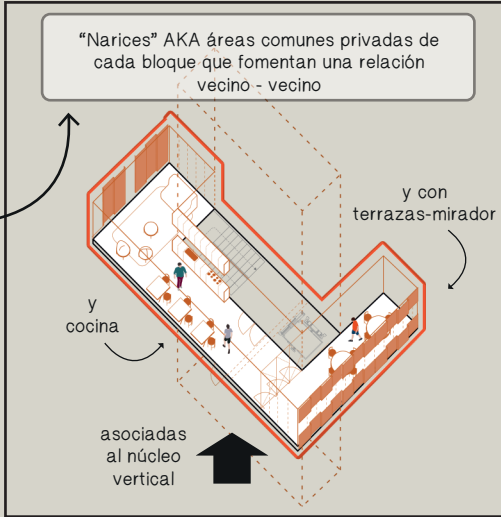 “Narices” AKA áreas comunes privadas de
cada bloque que fomentan una relación
vecino - vecino
y con
terrazas-mirador
y
cocina
asociadas
al núcleo
vertical